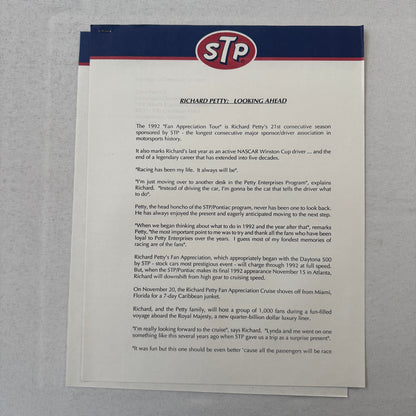 STP
RICHARD PETTY: LOOKING AHEAD
The 1992 "Fan Appreciation Tour" is Richard Petty's 21st consecutive season
sponsored by STP - the longest consecutive major sponsor/driver association in
motorsports history.
It also marks Richard's last year as an active NASCAR Winston Cup driver ... and the
end of a legendary career that has extended into five decades.
"Racing has been my life. It always will be".
"I'm just moving over to another desk in the Petty Enterprises Program", explains
Richard. "Instead of driving the car, I'm gonna be the cat that tells the driver what
to do".
Petty, the head honcho of the STP/Pontiac program, never has been one to look back.
He has always enjoyed the present and eagerly anticipated moving to the next step.
"When we began thinking about what to do in 1992 and the year after that", remarks
Petty, "the most important point to me was to try and thank all the fans who have been
loyal to Petty Enterprises over the years. I guess most of my fondest memories of
racing are of the fans".
Richard Petty's Fan Appreciation, which appropriately began with the Daytona 500
by STP - stock cars most prestigious event - will charge through 1992 at full speed.
But, when the STP/Pontiac makes its final 1992 appearance November 15 in Atlanta,
Richard will downshift from high gear to cruising speed.
On November 20, the Richard Petty Fan Appreciation Cruise shoves off from Miami,
Florida for a 7-day Caribbean junket.
Richard, and the Petty family, will host a group of 1,000 fans during a fun-filled
voyage aboard the Royal Majesty, a new quarter-billion dollar luxury liner.
"I'm really looking forward to the cruise", says Richard. "Lynda and me went on one
something like this several years ago when STP gave us a trip as a surprise present".
"It was fun but this one should be even better 'cause all the passengers will be race